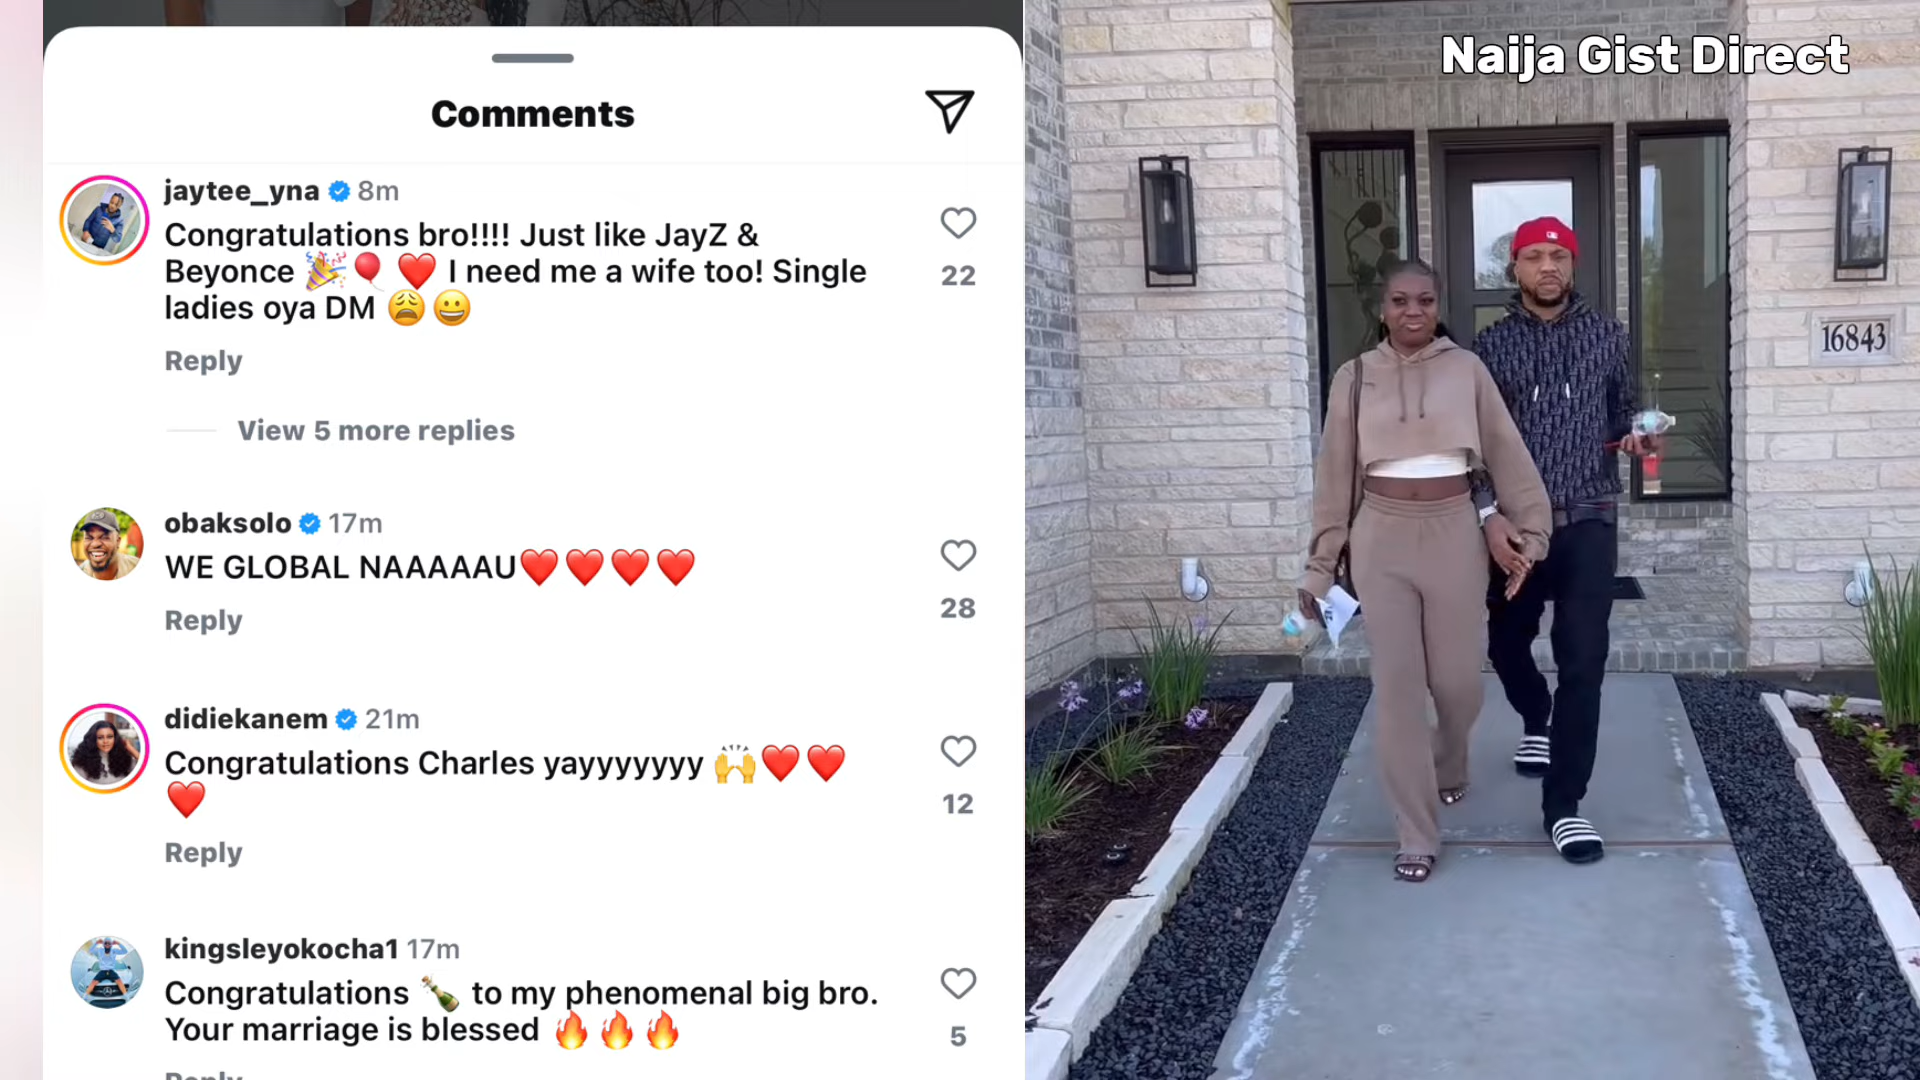 Comments
jaytee_yna 8m
Congratulations bro!!!! Just like JayZ &
Beyonce 🎉🎈❤️ I need me a wife too! Single
ladies oya DM 😩😀
22
Reply
View 5 more replies
obaksolo 17m
WE GLOBAL NAAAAAU❤️❤️❤️❤️
28
Reply
didiekanem 21m
Congratulations Charles yayyyyyyy 🙌❤️❤️
❤️
12
Reply
kingsleyokocha1 17m
Congratulations 🍾 to my phenomenal big bro.
Your marriage is blessed 🔥🔥🔥
5
Reply
Naija Gist Direct
16843